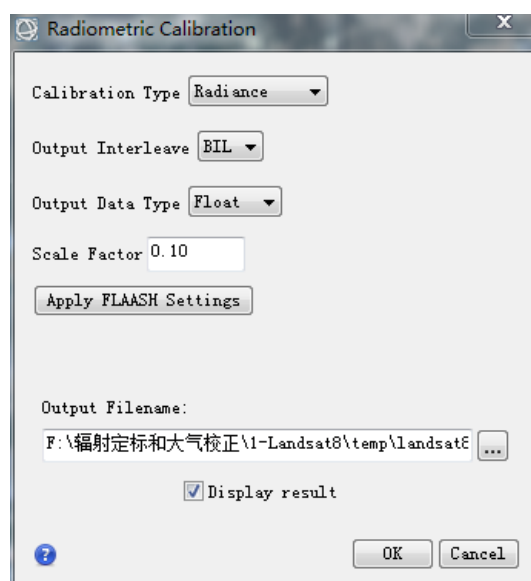 Radiometric Calibration
Calibration Type Radiance
Output Interleave BIL
Output Data Type Float
Scale Factor 0.10
Apply FLAASH Settings
Output Filename:
F:\辐射定标和大气校正\1-Landsat8\temp\landsat8 ...
Display result
OK Cancel